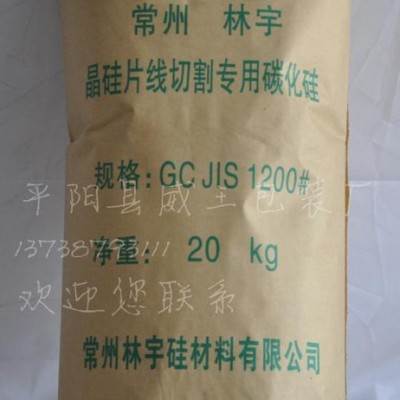 常州 林宇
晶硅片线切割专用碳化硅
规格:GC JIS 1200#
平阳县威王包装厂
13738793111
净重: 20 kg
欢迎您联系
常州林宇硅材料有限公司